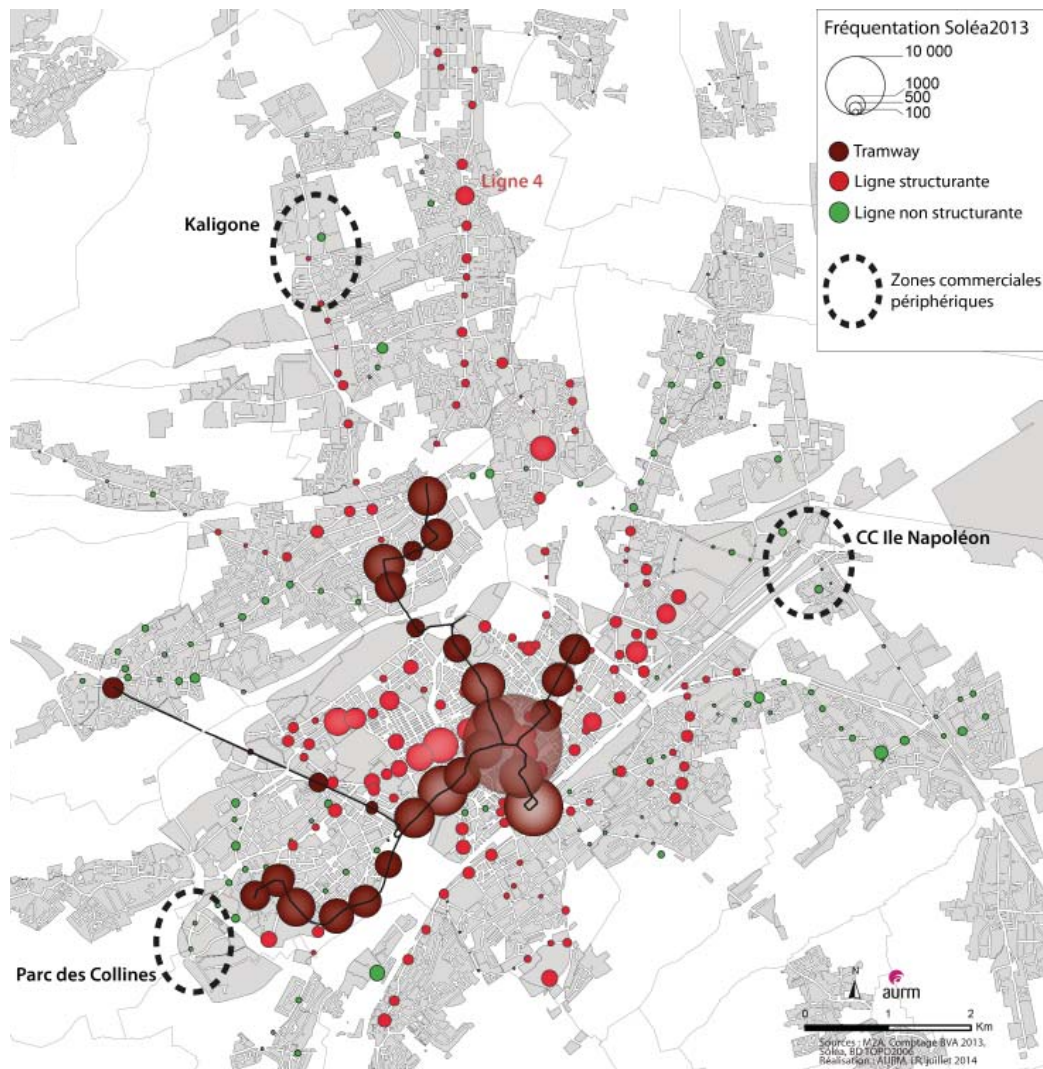 Fréquentation Soléa2013
10 000
1000
500
100
Tramway
Ligne structurante
Ligne non structurante
Zones commerciales
périphériques
Ligne 4
Kaligone
CC Ile Napoléon
Parc des Collines
N
aurm
0 1 2
Km
Sources : M2A, Comptage BVA 2013,
Soléa, BD TOPO2006
Réalisation : AURM, LR, juillet 2014